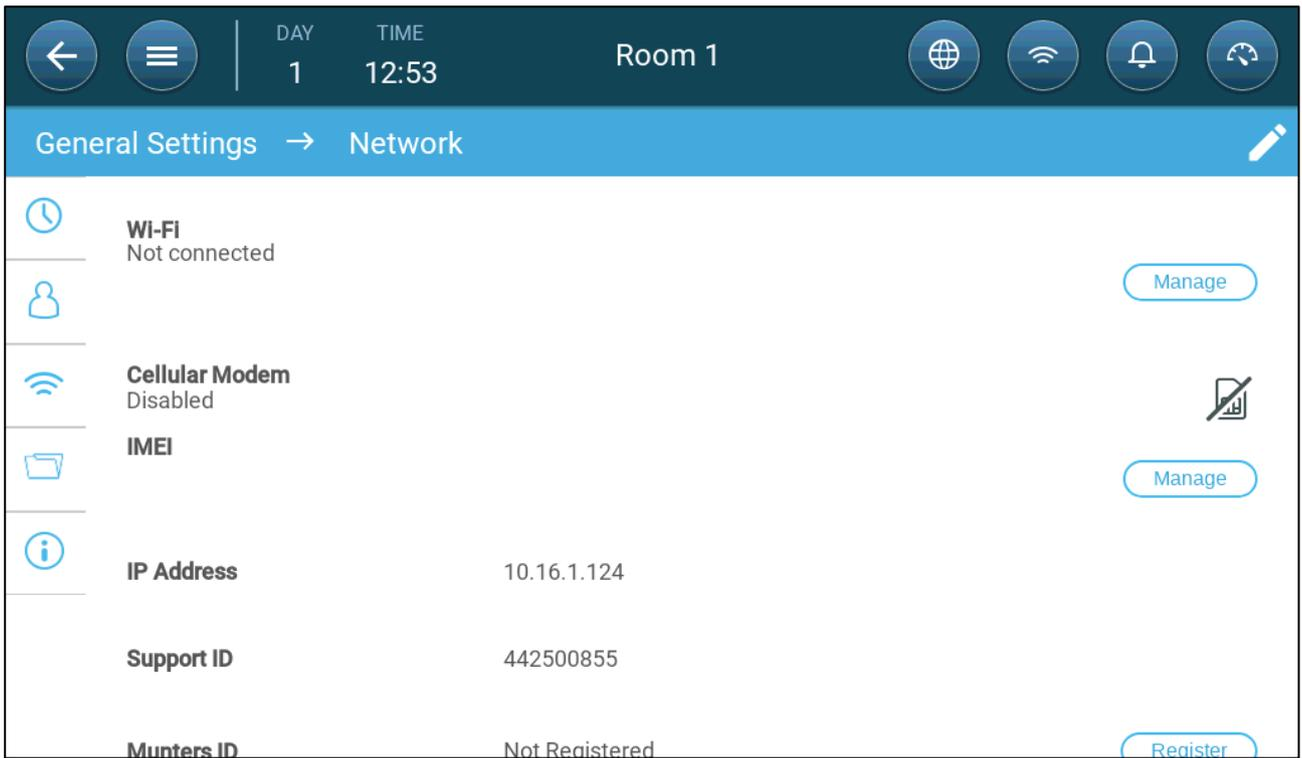 DAY
1
TIME
12:53
Room 1
General Settings → Network
Wi-Fi
Not connected
Manage
Cellular Modem
Disabled
IMEI
Manage
IP Address 10.16.1.124
Support ID 442500855
Munters ID Not Registered Register